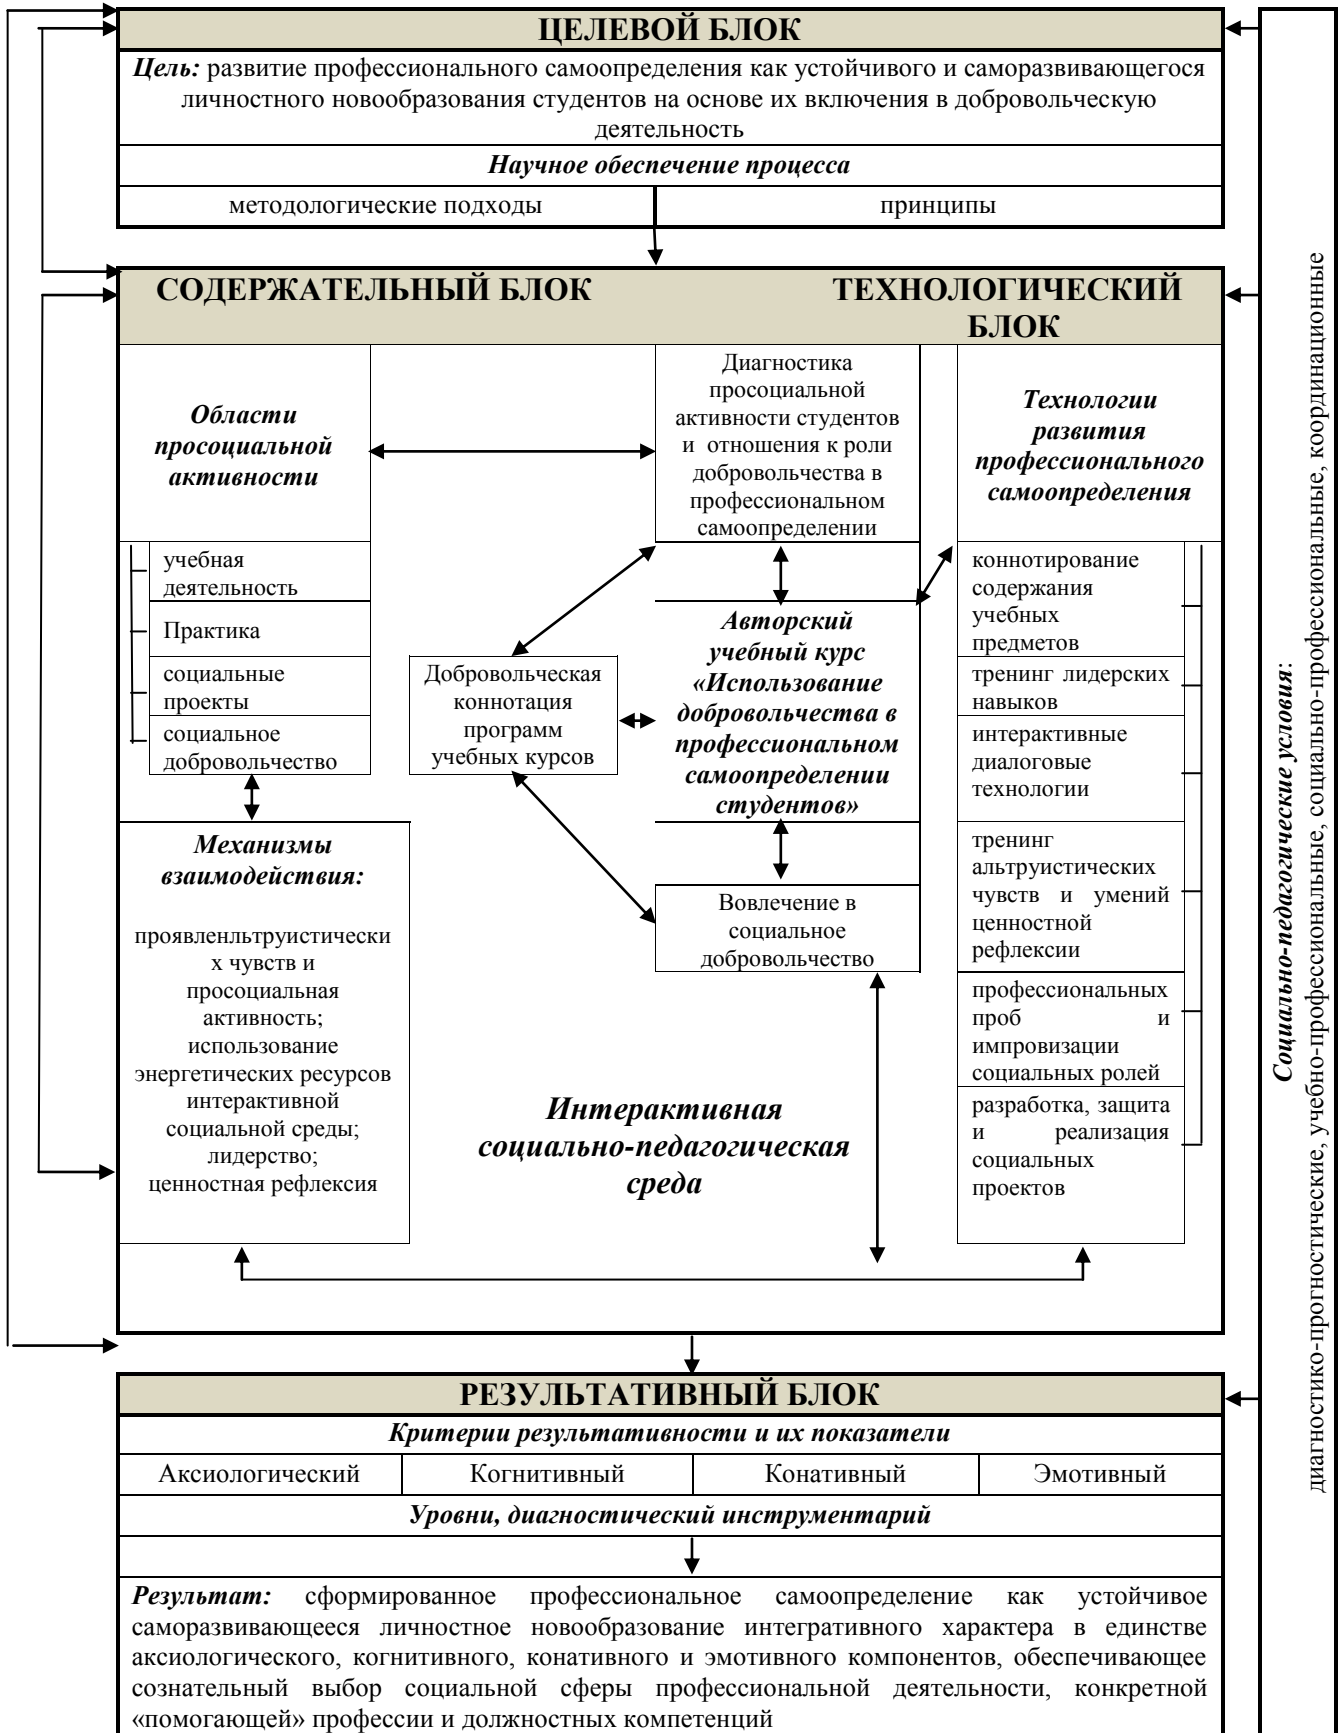 ЦЕЛЕВОЙ БЛОК
Цель: развитие профессионального самоопределения как устойчивого и саморазвивающегося
личностного новообразования студентов на основе их включения в добровольческую
деятельность
Научное обеспечение процесса
методологические подходы
принципы
СОДЕРЖАТЕЛЬНЫЙ БЛОК
ТЕХНОЛОГИЧЕСКИЙ
БЛОК
Области
просоциальной
активности
учебная
деятельность
Практика
социальные
проекты
социальное
добровольчество
Механизмы
взаимодействия:
проявленльтруистически
х чувств и
просоциальная
активность;
использование
энергетических ресурсов
интерактивной
социальной среды;
лидерство;
ценностная рефлексия
Диагностика
просоциальной
активности студентов
и отношения к роли
добровольчества в
профессиональном
самоопределении
Добровольческая
коннотация
программ
учебных курсов
Авторский
учебный курс
«Использование
добровольчества в
профессиональном
самоопределении
студентов»
Вовлечение в
социальное
добровольчество
Интерактивная
социально-педагогическая
среда
Технологии
развития
профессионального
самоопределения
коннотирование
содержания
учебных
предметов
тренинг лидерских
навыков
интерактивные
диалоговые
технологии
тренинг
альтруистических
чувств и умений
ценностной
рефлексии
профессиональных
проб и
импровизации
социальных ролей
разработка, защита
и реализация
социальных
проектов
РЕЗУЛЬТАТИВНЫЙ БЛОК
Критерии результативности и их показатели
Аксиологический
Когнитивный
Конативный
Эмотивный
Уровни, диагностический инструментарий
Результат: сформированное профессиональное самоопределение как устойчивое
саморазвивающееся личностное новообразование интегративного характера в единстве
аксиологического, когнитивного, конативного и эмотивного компонентов, обеспечивающее
сознательный выбор социальной сферы профессиональной деятельности, конкретной
«помогающей» профессии и должностных компетенций
Социально-педагогические условия:
диагностико-прогностические, учебно-профессиональные, социально-профессиональные, координационные